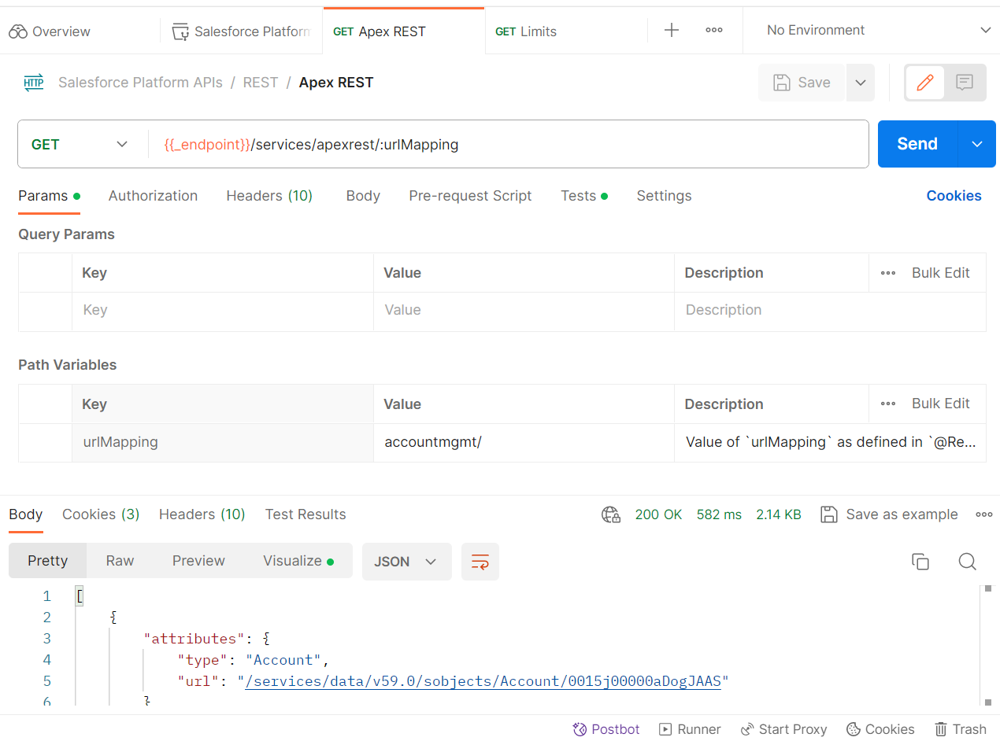 Overview
Salesforce Platform
GET Apex REST
GET Limits
No Environment
HTTP Salesforce Platform APIs / REST / Apex REST
Save
GET
{{_endpoint}}/services/apexrest/:urlMapping
Send
Params Authorization Headers (10) Body Pre-request Script Tests Settings Cookies
Query Params
Key Value Description Bulk Edit
Key Value Description
Path Variables
Key Value Description Bulk Edit
urlMapping accountmgmt/ Value of `urlMapping` as defined in `@Re...
Body Cookies (3) Headers (10) Test Results 200 OK 582 ms 2.14 KB Save as example
Pretty Raw Preview Visualize JSON
1 [
2 {
3 "attributes": {
4 "type": "Account",
5 "url": "/services/data/v59.0/sobjects/Account/0015j00000aDogJAAS"
6 }
Postbot Runner Start Proxy Cookies Trash